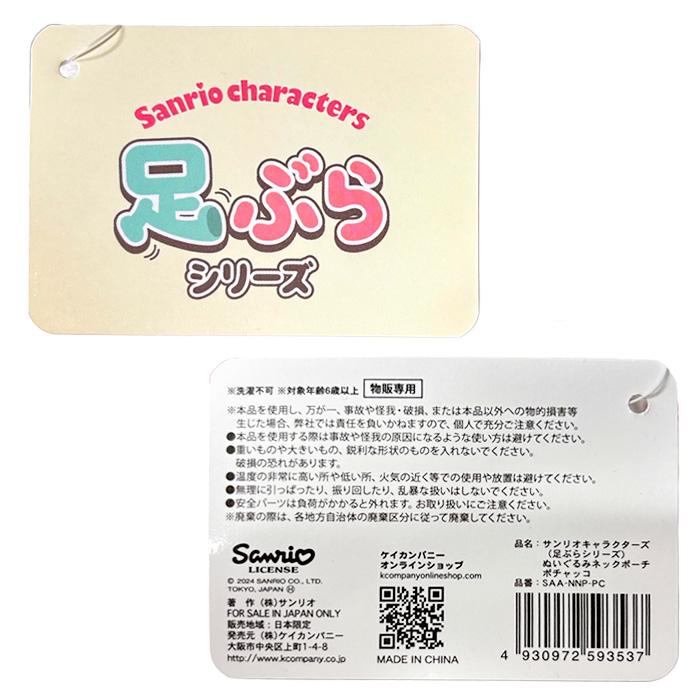 Sanrio characters
足ぶら
シリーズ
※洗濯不可 ※対象年齢6歳以上 物販専用
※本品を使用し、万が一、事故や怪我・破損、または本品以外への物的損害等
生じた場合、弊社では責任を負いかねますので、個人で充分ご注意ください。
●本品を使用する際は事故や怪我の原因になるような使い方は避けてください。
●重いものや大きいもの、鋭利な形状のものを入れないでください。
破損の恐れがあります。
●温度の非常に高い所や低い所、火気の近く等での使用や放置は避けてください。
●無理に引っぱったり、振り回したり、乱暴な扱いはしないでください。
●安全パーツは負荷がかかると外れます。お取り扱いにご注意ください。
※廃棄の際は、各地方自治体の廃棄区分に従って廃棄してください。
Sanrio
LICENSE
© 2024 SANRIO CO., LTD.
TOKYO, JAPAN Ⓗ
著 作 (株)サンリオ
FOR SALE IN JAPAN ONLY
販売地域:日本限定
発売元 (株)ケイカンパニー
大阪市中央区上町1-4-8
http://www.kcompany.co.jp
ケイカンパニー
オンラインショップ
kcompanyonlineshop.com
MADE IN CHINA
品名:サンリオキャラクターズ
(足ぶらシリーズ)
ぬいぐるみネックポーチ
ポチャッコ
品番:SAA-NNP-PC
4 930972 593537